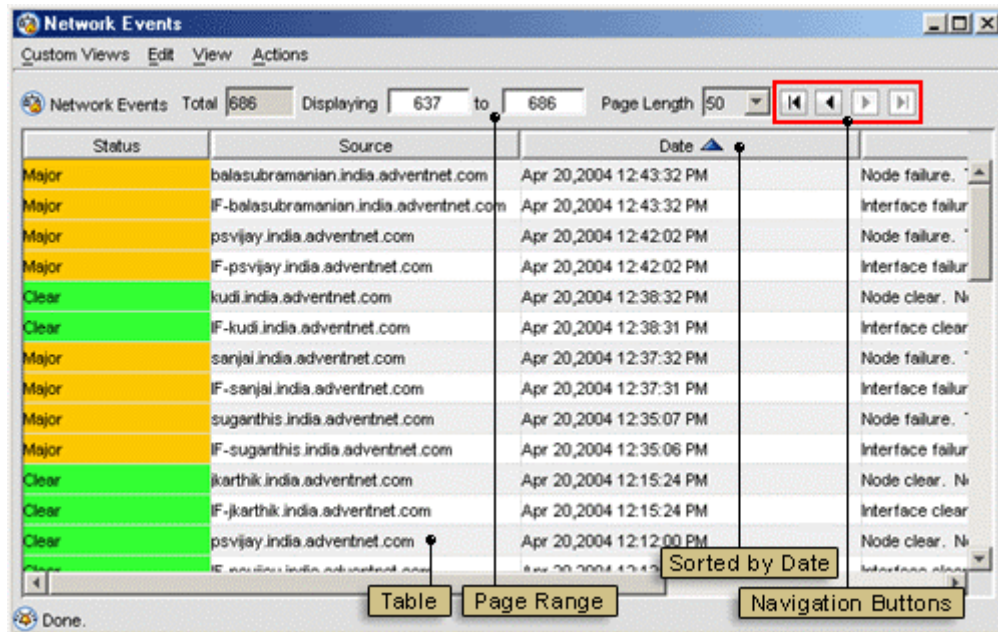 Network Events
Custom Views Edit View Actions
Network Events Total 686 Displaying 637 to 686 Page Length 50
Status Source Date
Major balasubramanian.india.adventnet.com Apr 20,2004 12:43:32 PM Node failure.
Major IF-balasubramanian.india.adventnet.com Apr 20,2004 12:43:32 PM Interface failur
Major psvijay.india.adventnet.com Apr 20,2004 12:42:02 PM Node failure.
Major IF-psvijay.india.adventnet.com Apr 20,2004 12:42:02 PM Interface failur
Clear kudi.india.adventnet.com Apr 20,2004 12:38:32 PM Node clear. N
Clear IF-kudi.india.adventnet.com Apr 20,2004 12:38:31 PM Interface clear
Major sanjai.india.adventnet.com Apr 20,2004 12:37:32 PM Node failure.
Major IF-sanjai.india.adventnet.com Apr 20,2004 12:37:31 PM Interface failur
Major suganthis.india.adventnet.com Apr 20,2004 12:35:07 PM Node failure.
Major IF-suganthis.india.adventnet.com Apr 20,2004 12:35:06 PM Interface failur
Clear jkarthik.india.adventnet.com Apr 20,2004 12:15:24 PM Node clear. N
Clear IF-jkarthik.india.adventnet.com Apr 20,2004 12:15:24 PM Interface clear
Clear psvijay.india.adventnet.com Apr 20,2004 12:12:00 PM Node clear. N
Sorted by Date
Table Page Range Navigation Buttons
Done.